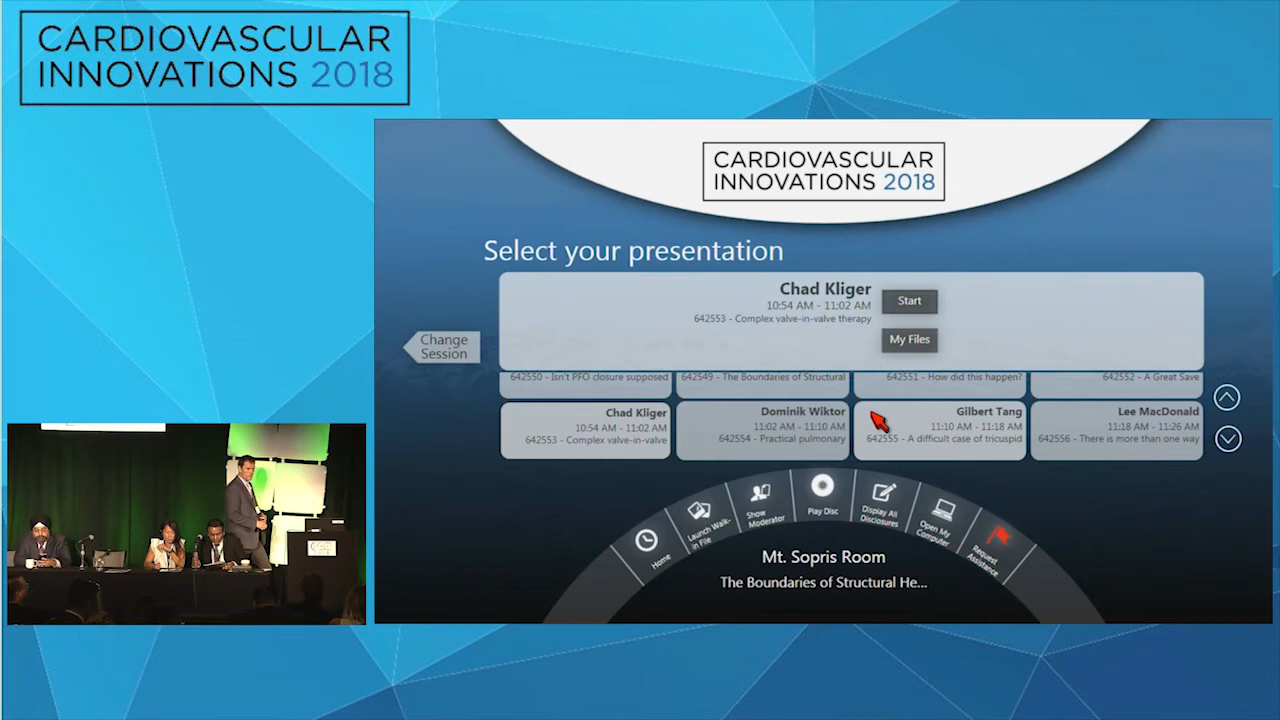 CARDIOVASCULAR
INNOVATIONS 2018
CARDIOVASCULAR
INNOVATIONS 2018
Select your presentation
Chad Kliger
10:54 AM - 11:02 AM
642553 - Complex valve-in-valve therapy
Start
My Files
Change
Session
642550 - Isn't PFO closure supposed
642549 - The Boundaries of Structural
642551 - How did this happen?
642552 - A Great Save
Chad Kliger
10:54 AM - 11:02 AM
642553 - Complex valve-in-valve
Dominik Wiktor
11:02 AM - 11:10 AM
642554 - Practical pulmonary
Gilbert Tang
11:10 AM - 11:18 AM
642555 - A difficult case of tricuspid
Lee MacDonald
11:18 AM - 11:26 AM
642556 - There is more than one way
Home
Launch Walk-
in File
Show
Moderator
Play Disc
Display All
Disclosures
Open My
Computer
Request
Assistance
Mt. Sopris Room
The Boundaries of Structural He...